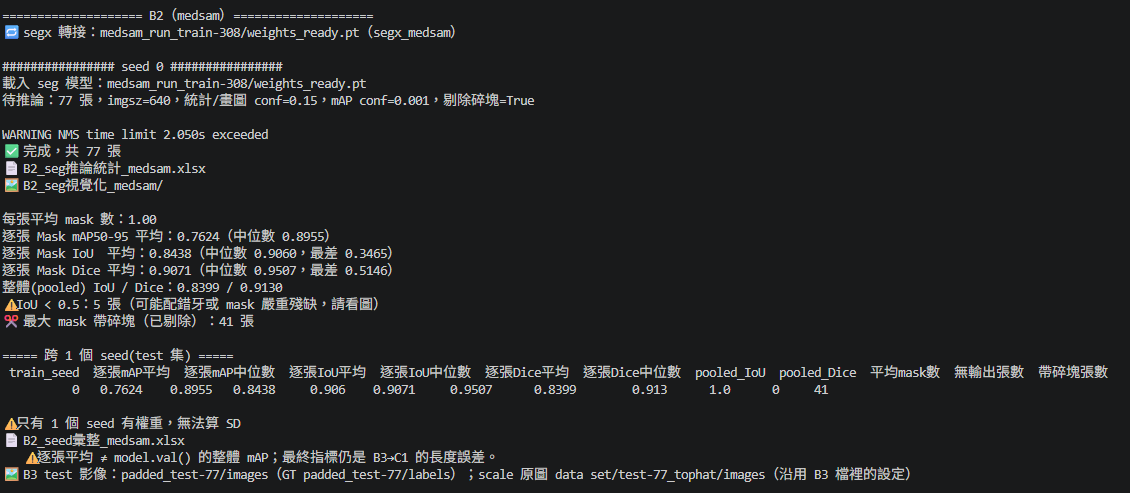 ==================== B2（medsam）====================
🔁 segx 轉接：medsam_run_train-308/weights_ready.pt（segx_medsam）
################ seed 0 ################
載入 seg 模型：medsam_run_train-308/weights_ready.pt
待推論：77 張，imgsz=640，統計/畫圖 conf=0.15，mAP conf=0.001，剔除碎塊=True
WARNING NMS time limit 2.050s exceeded
✅ 完成，共 77 張
📄 B2_seg推論統計_medsam.xlsx
🖼️ B2_seg視覺化_medsam/
每張平均 mask 數：1.00
逐張 Mask mAP50-95 平均：0.7624（中位數 0.8955）
逐張 Mask IoU  平均：0.8438（中位數 0.9060，最差 0.3465）
逐張 Mask Dice 平均：0.9071（中位數 0.9507，最差 0.5146）
整體(pooled) IoU / Dice：0.8399 / 0.9130
⚠️IoU < 0.5：5 張（可能配錯牙或 mask 嚴重殘缺，請看圖）
✂️ 最大 mask 帶碎塊（已剔除）：41 張
===== 跨 1 個 seed(test 集) =====
train_seed  逐張mAP平均  逐張mAP中位數  逐張IoU平均  逐張IoU中位數  逐張Dice平均  逐張Dice中位數  pooled_IoU  pooled_Dice  平均mask數  無輸出張數  帶碎塊張數
0  0.7624  0.8955  0.8438  0.906  0.9071  0.9507  0.8399  0.913  1.0  0  41
⚠️只有 1 個 seed 有權重，無法算 SD
📄 B2_seed彙整_medsam.xlsx
⚠️逐張平均 ≠ model.val() 的整體 mAP；最終指標仍是 B3→C1 的長度誤差。
🖼️ B3 test 影像：padded_test-77/images（GT padded_test-77/labels）；scale 原圖 data set/test-77_tophat/images（沿用 B3 檔裡的設定）